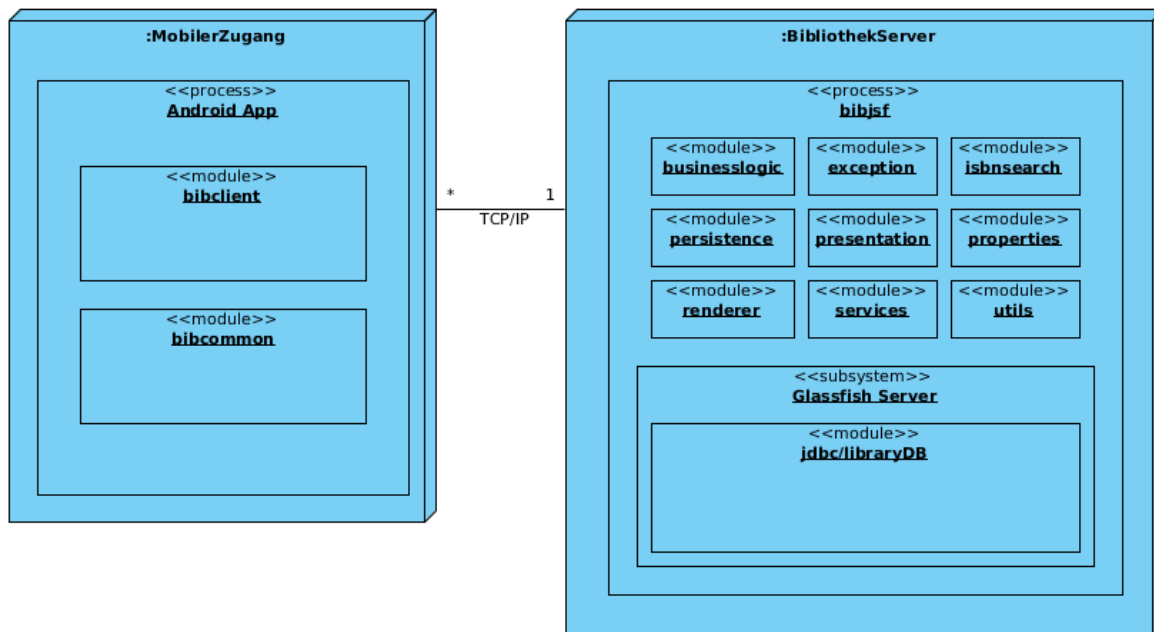 :MobilerZugang
<<process>>
Android App
<<module>>
bibclient
<<module>>
bibcommon
*
1
TCP/IP
:BibliothekServer
<<process>>
bibjsf
<<module>> <<module>> <<module>>
businesslogic exception isbnsearch
<<module>> <<module>> <<module>>
persistence presentation properties
<<module>> <<module>> <<module>>
renderer services utils
<<subsystem>>
Glassfish Server
<<module>>
jdbc/libraryDB